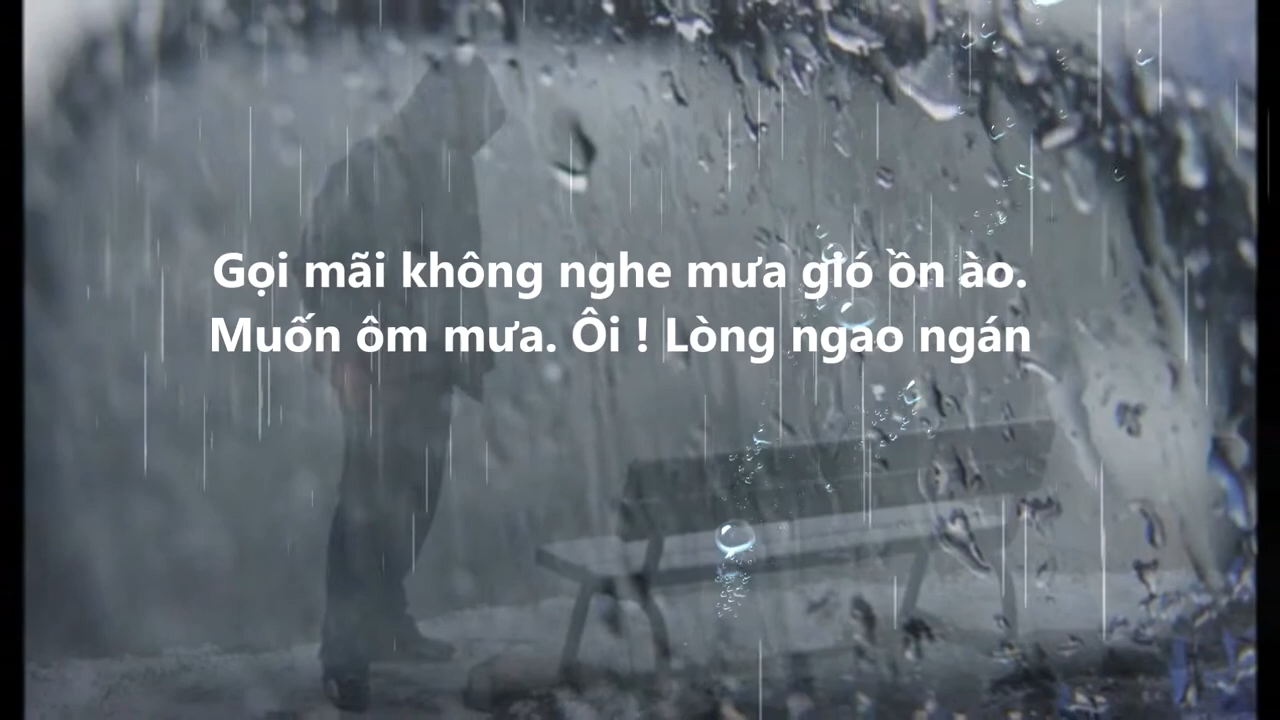 Gọi mãi không nghe mưa gió ồn ào.
Muốn ôm mưa. Ôi ! Lòng ngao ngán